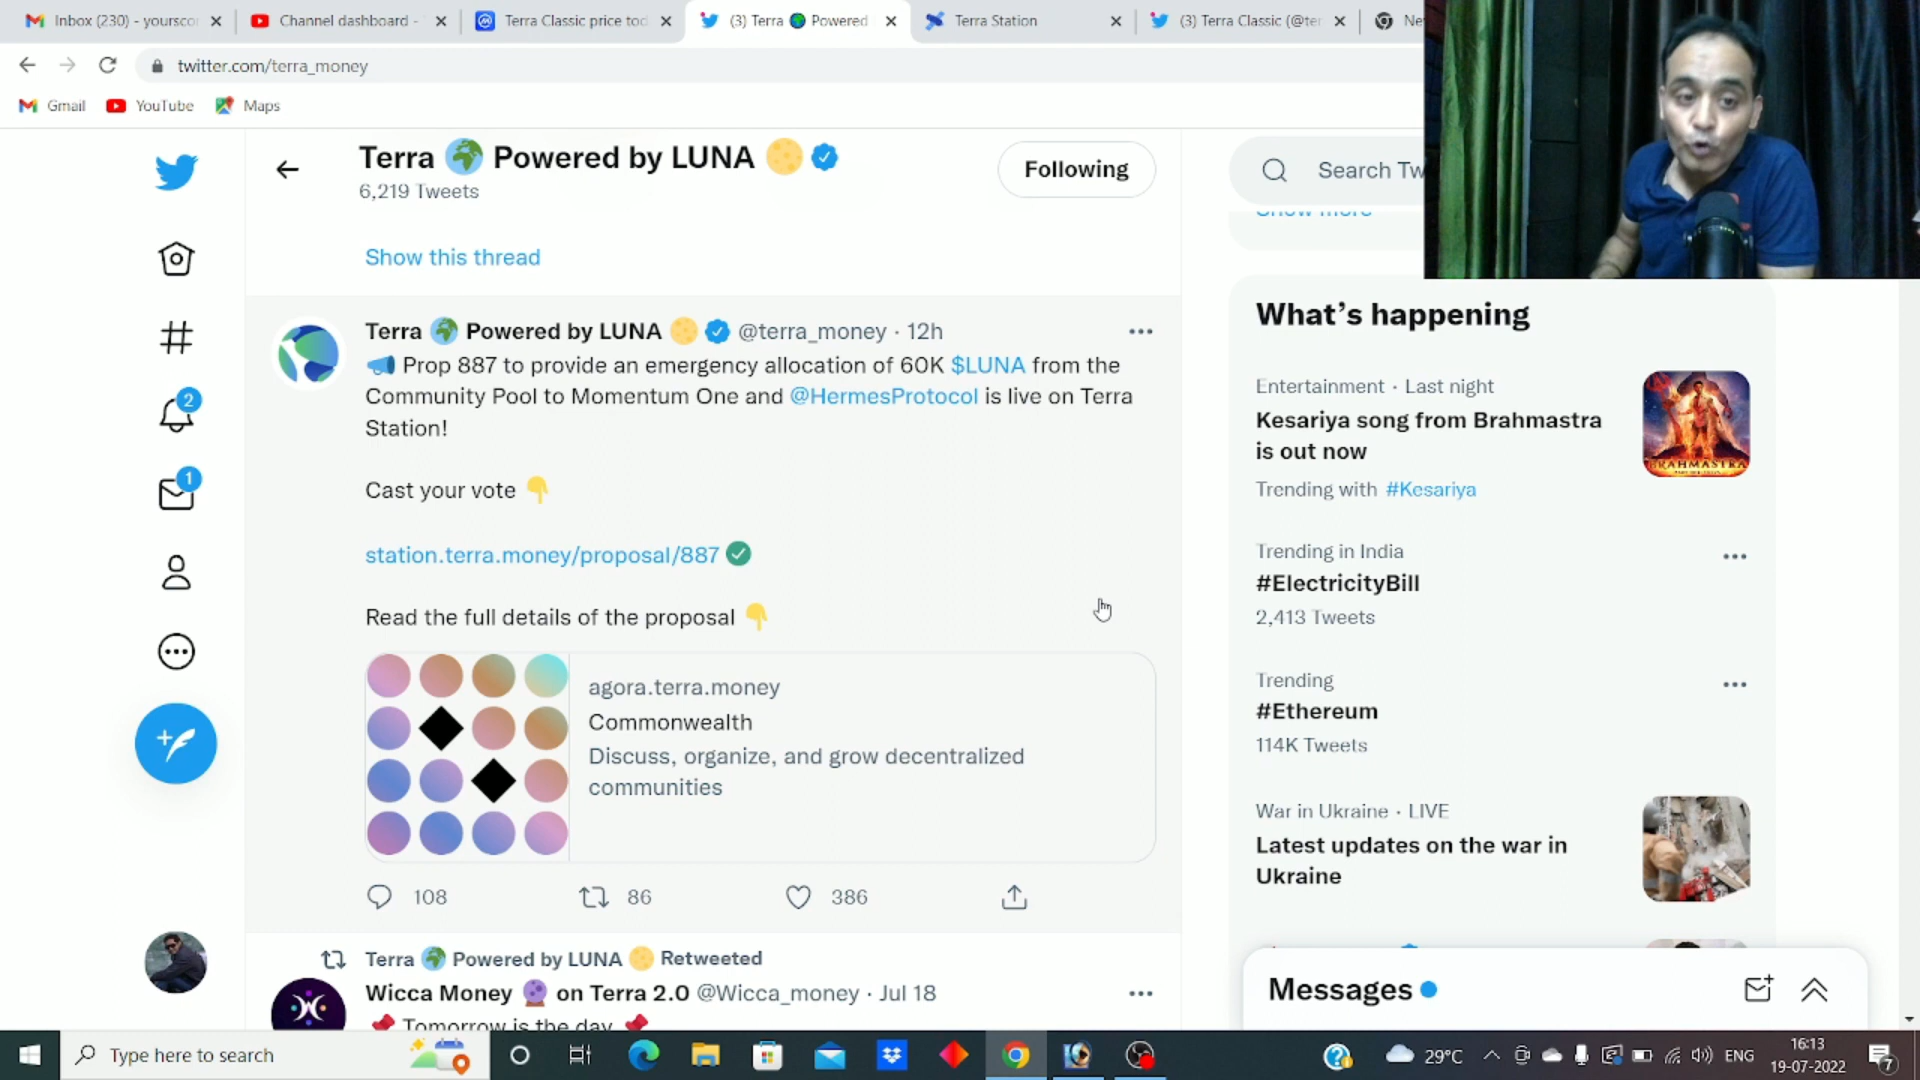 Inbox (230) - yourscor
Channel dashboard -
Terra Classic price tod
(3) Terra 🌍 Powered
Terra Station
(3) Terra Classic (@ter
Ne
twitter.com/terra_money
Gmail
YouTube
Maps
Terra 🌍 Powered by LUNA 🌕
6,219 Tweets
Following
Search Tw
Show more
Show this thread
Terra 🌍 Powered by LUNA 🌕 @terra_money · 12h
📣 Prop 887 to provide an emergency allocation of 60K $LUNA from the
Community Pool to Momentum One and @HermesProtocol is live on Terra
Station!
Cast your vote 👇
station.terra.money/proposal/887
Read the full details of the proposal 👇
agora.terra.money
Commonwealth
Discuss, organize, and grow decentralized
communities
108
86
386
Terra 🌍 Powered by LUNA 🌕 Retweeted
Wicca Money 🔮 on Terra 2.0 @Wicca_money · Jul 18
📌 Tomorrow is the day 📌
2
1
What's happening
Entertainment · Last night
Kesariya song from Brahmastra
is out now
Trending with #Kesariya
BRAHMASTRA
Trending in India
#ElectricityBill
2,413 Tweets
Trending
#Ethereum
114K Tweets
War in Ukraine · LIVE
Latest updates on the war in
Ukraine
Messages
Type here to search
29°C
ENG
16:13
19-07-2022
7